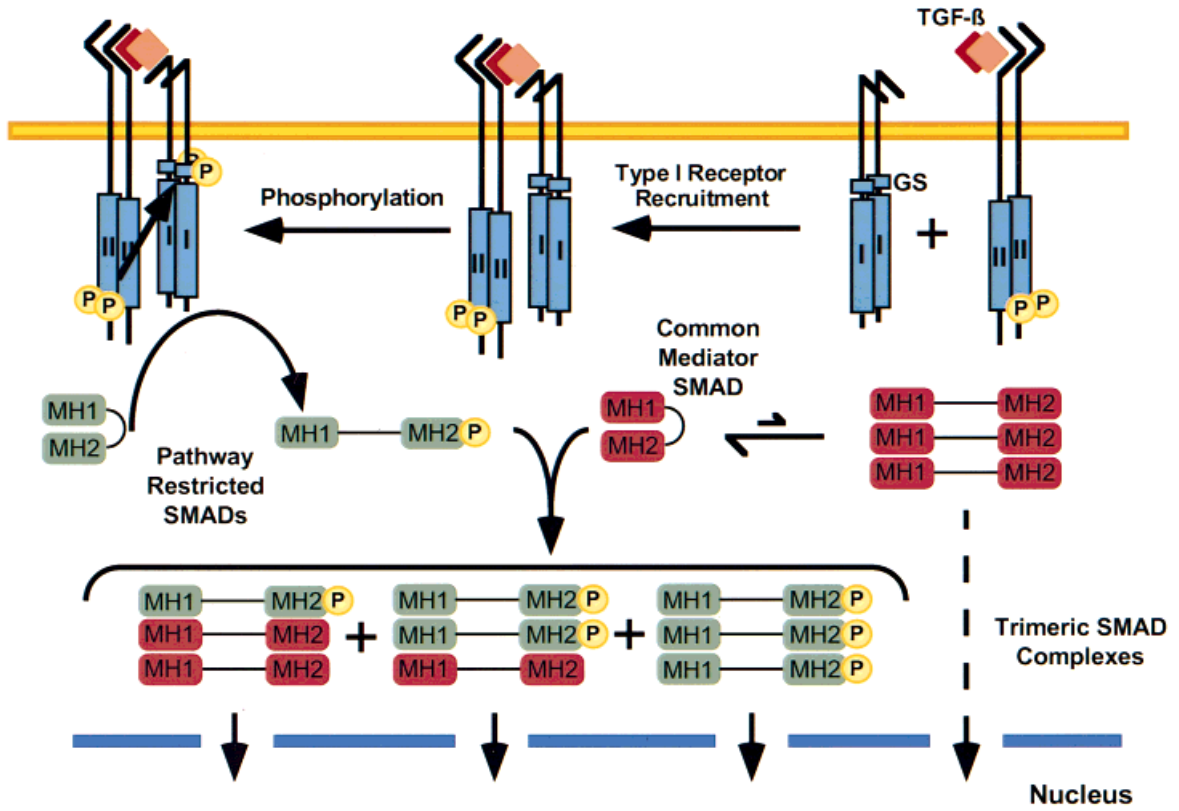 TGF-ß
P
P
Phosphorylation
Type I Receptor
Recruitment
GS
+
II
II
I
I
II
II
I
I
I
I
II
II
P
P
P
P
P
P
Common
Mediator
SMAD
MH1
MH2
Pathway
Restricted
SMADs
MH1
MH2
P
MH1
MH2
MH1
MH2
MH1
MH2
MH1
MH2
MH1
MH2
P
MH1
MH2
MH1
MH2
+
MH1
MH2
P
MH1
MH2
P
MH1
MH2
+
MH1
MH2
P
MH1
MH2
P
MH1
MH2
P
Trimeric SMAD
Complexes
Nucleus